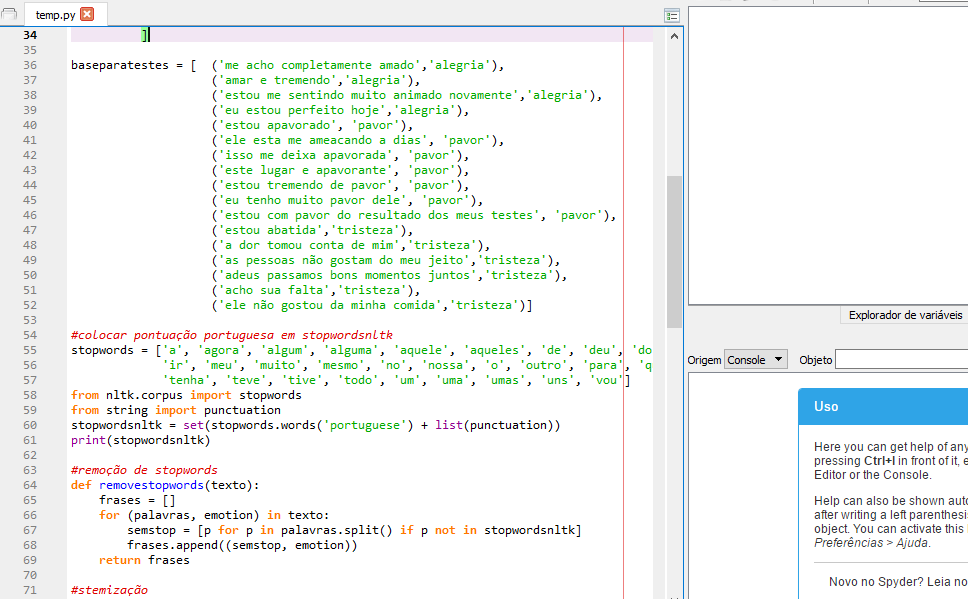 temp.py
34 ]
35
36 baseparatestes = [ ('me acho completamente amado','alegria'),
37 ('amar e tremendo','alegria'),
38 ('estou me sentindo muito animado novamente','alegria'),
39 ('eu estou perfeito hoje','alegria'),
40 ('estou apavorado', 'pavor'),
41 ('ele esta me ameacando a dias', 'pavor'),
42 ('isso me deixa apavorada', 'pavor'),
43 ('este lugar e apavorante', 'pavor'),
44 ('estou tremendo de pavor', 'pavor'),
45 ('eu tenho muito pavor dele', 'pavor'),
46 ('estou com pavor do resultado dos meus testes', 'pavor'),
47 ('estou abatida','tristeza'),
48 ('a dor tomou conta de mim','tristeza'),
49 ('as pessoas não gostam do meu jeito','tristeza'),
50 ('adeus passamos bons momentos juntos','tristeza'),
51 ('acho sua falta','tristeza'),
52 ('ele não gostou da minha comida','tristeza')]
53
54 #colocar pontuação portuguesa em stopwordsnltk
55 stopwords = ['a', 'agora', 'algum', 'alguma', 'aquele', 'aqueles', 'de', 'deu', 'do
56 'ir', 'meu', 'muito', 'mesmo', 'no', 'nossa', 'o', 'outro', 'para', 'q
57 'tenha', 'teve', 'tive', 'todo', 'um', 'uma', 'umas', 'uns', 'vou']
58 from nltk.corpus import stopwords
59 from string import punctuation
60 stopwordsnltk = set(stopwords.words('portuguese') + list(punctuation))
61 print(stopwordsnltk)
62
63 #remoção de stopwords
64 def removestopwords(texto):
65 frases = []
66 for (palavras, emotion) in texto:
67 semstop = [p for p in palavras.split() if p not in stopwordsnltk]
68 frases.append((semstop, emotion))
69 return frases
70
71 #stemização
Explorador de variáveis
Origem Console Objeto
Uso
Here you can get help of any
pressing Ctrl+I in front of it, e
Editor or the Console.
Help can also be shown auto
after writing a left parenthesis
object. You can activate this
Preferências > Ajuda.
Novo no Spyder? Leia no